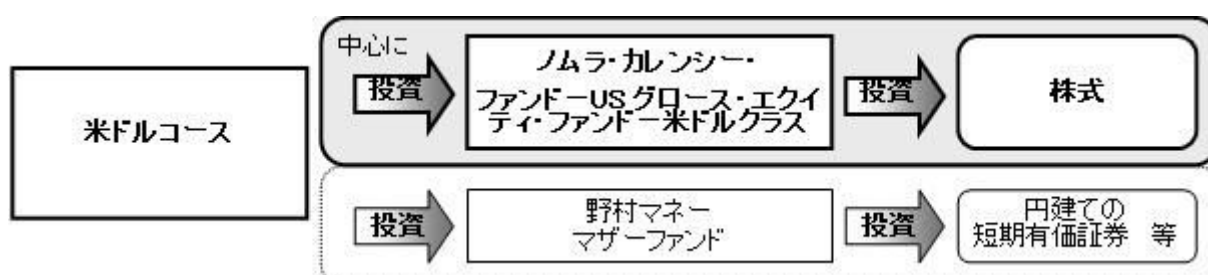 米ドルコース
中心に
投資
ノムラ・カレンシー・
ファンドーUSグロース・エクイ
ティ・ファンドー米ドルクラス
投資
株式
投資
野村マネー
マザーファンド
投資
円建ての
短期有価証券 等